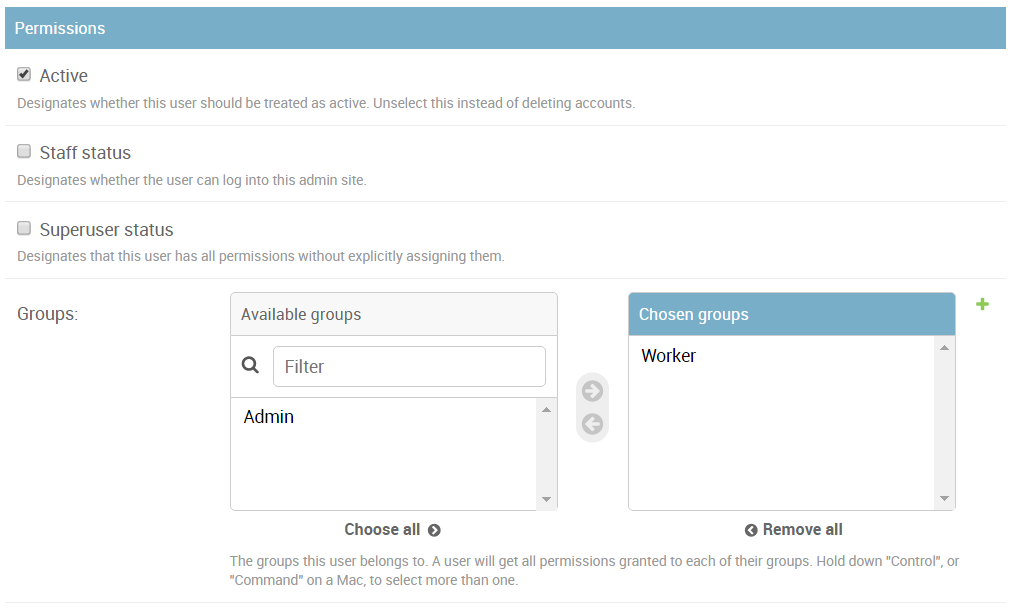 Permissions
Active
Designates whether this user should be treated as active. Unselect this instead of deleting accounts.
Staff status
Designates whether the user can log into this admin site.
Superuser status
Designates that this user has all permissions without explicitly assigning them.
Groups:
Available groups
Filter
Admin
Choose all
Chosen groups
Worker
Remove all
The groups this user belongs to. A user will get all permissions granted to each of their groups. Hold down "Control", or
"Command" on a Mac, to select more than one.